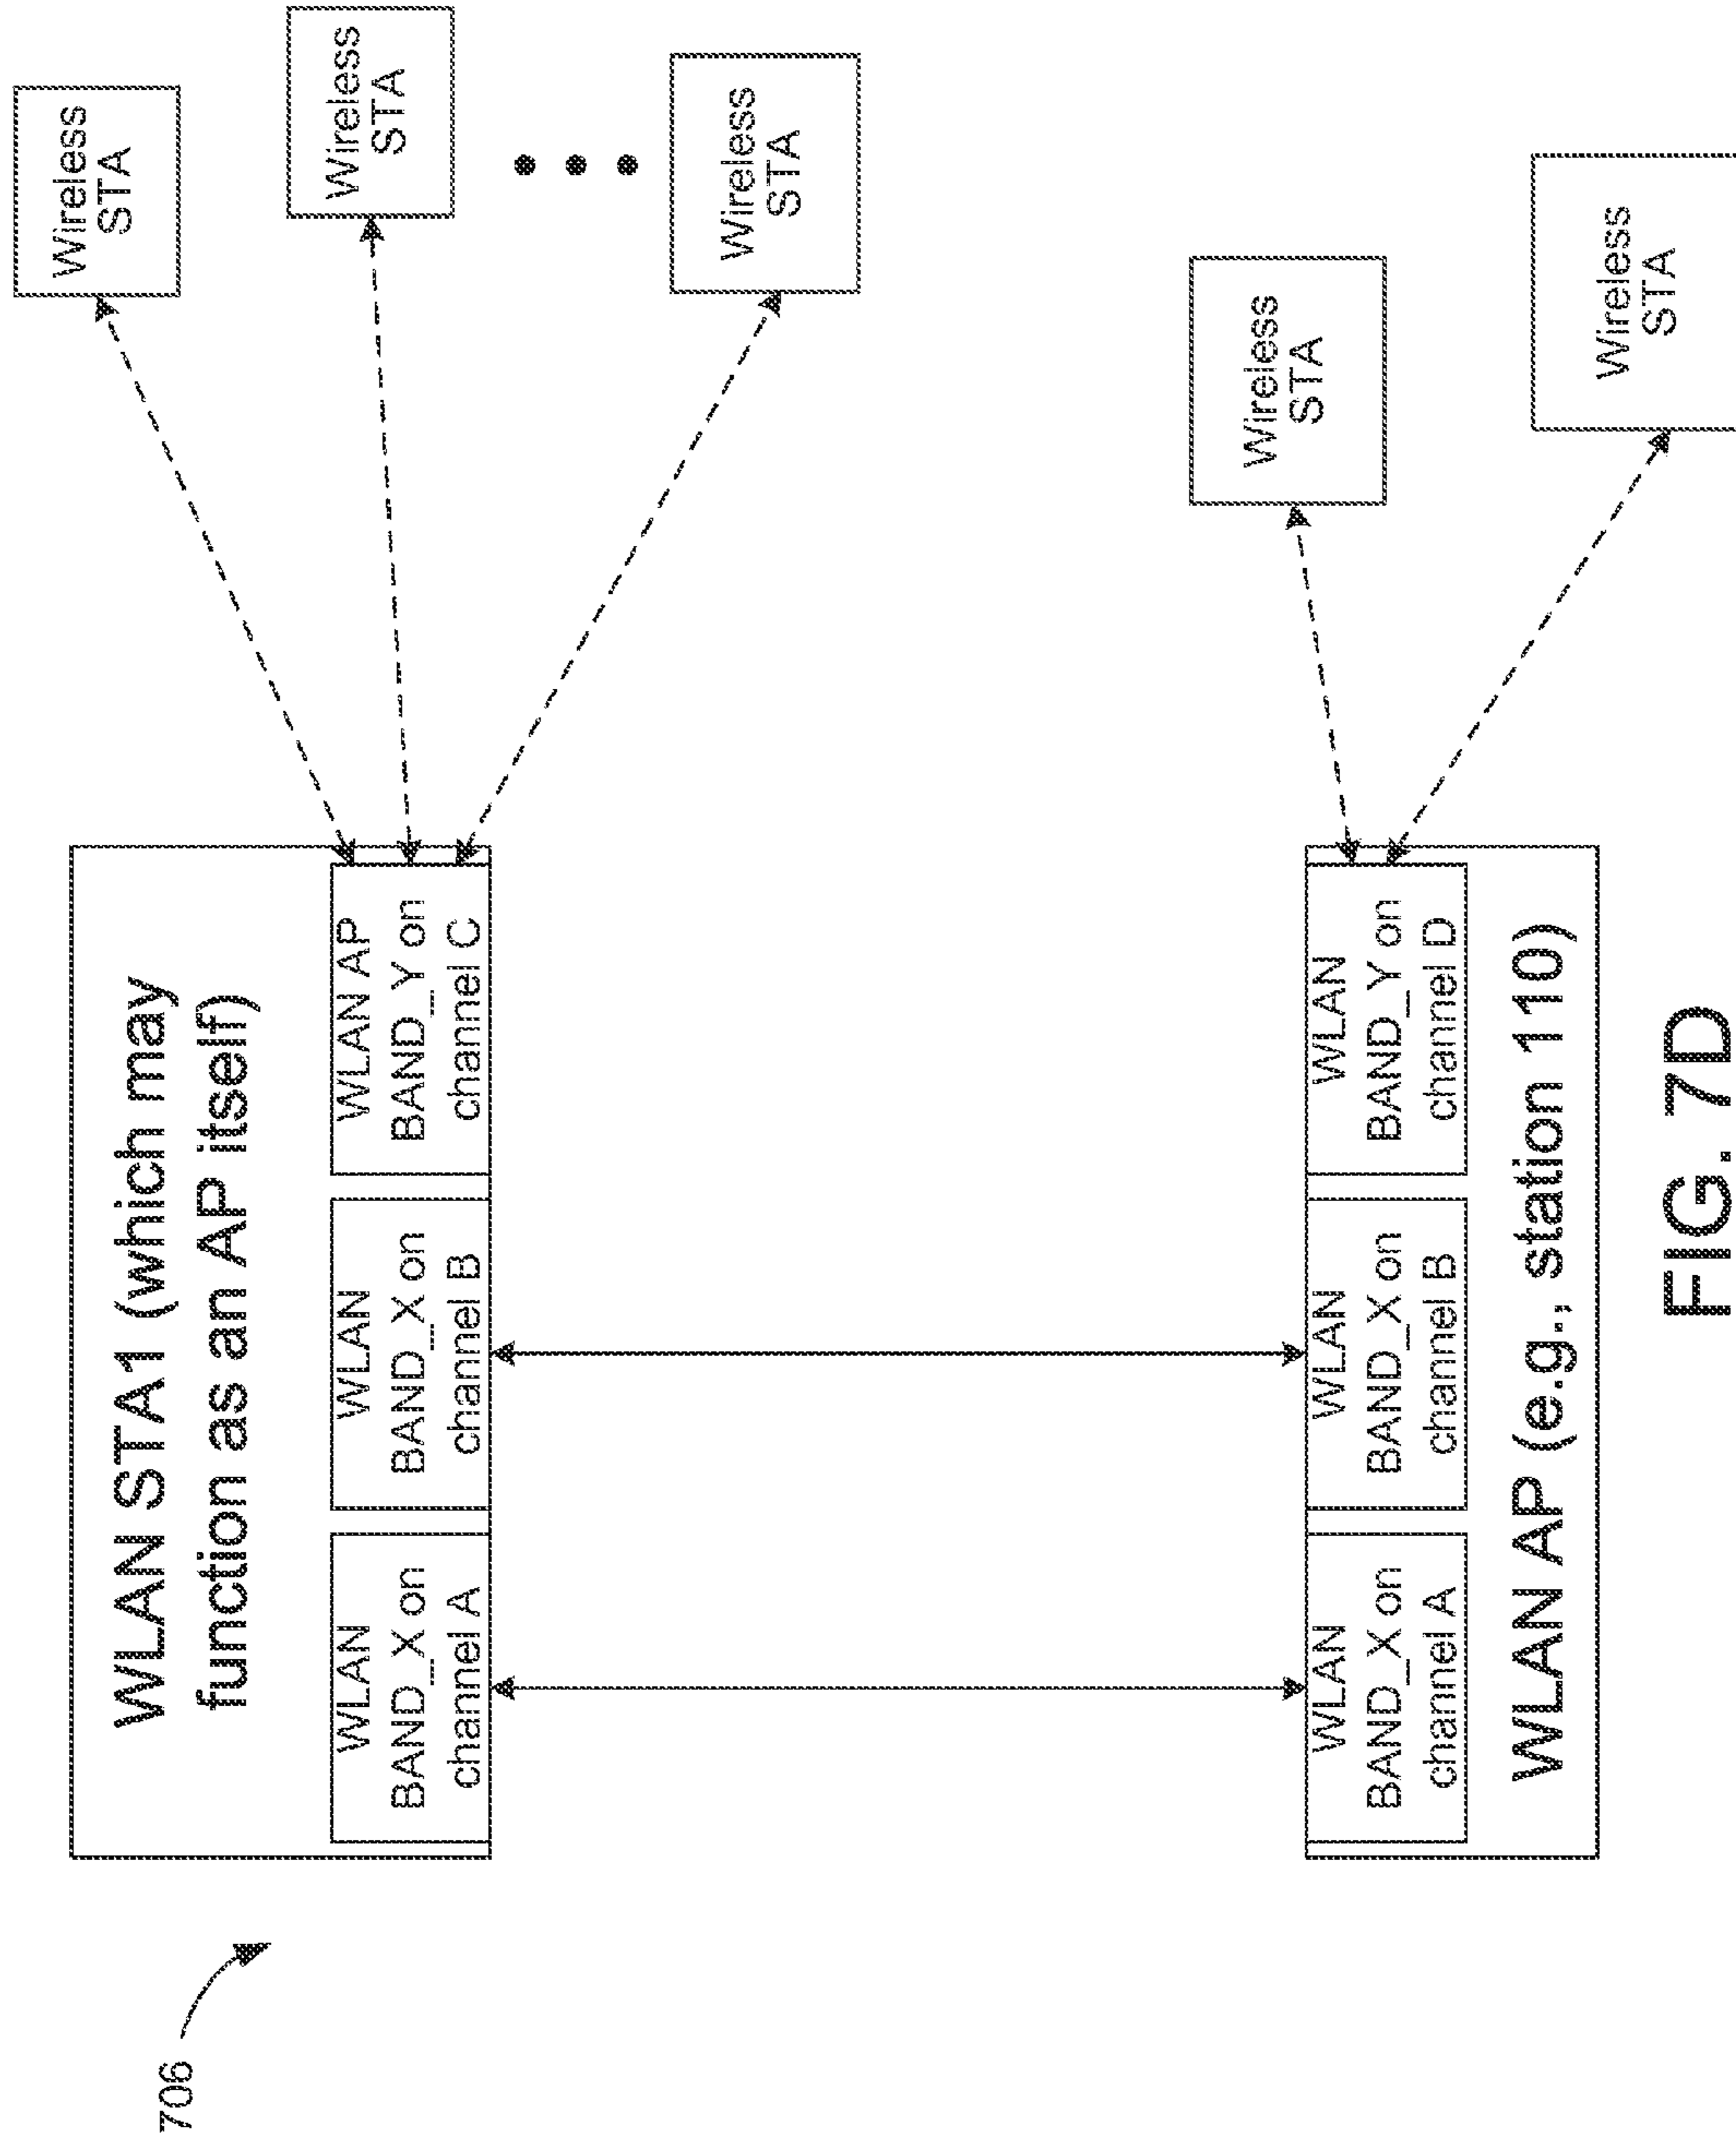 706
WLAN STA1 (which may
function as an AP itself)
WLAN
BAND_X on
channel A
WLAN
BAND_X on
channel B
WLAN AP
BAND_Y on
channel C
Wireless
STA
Wireless
STA
Wireless
STA
WLAN
BAND_X on
channel A
WLAN
BAND_X on
channel B
WLAN
BAND_Y on
channel D
WLAN AP (e.g., station 110)
Wireless
STA
Wireless
STA
FIG. 7D